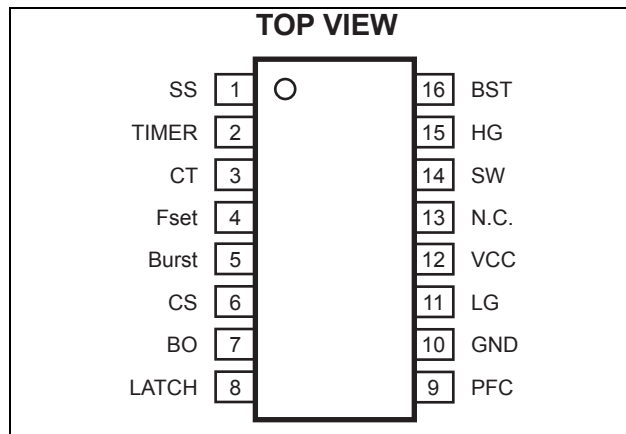 TOP VIEW
SS 1 16 BST
TIMER 2 15 HG
CT 3 14 SW
Fset 4 13 N.C.
Burst 5 12 VCC
CS 6 11 LG
BO 7 10 GND
LATCH 8 9 PFC